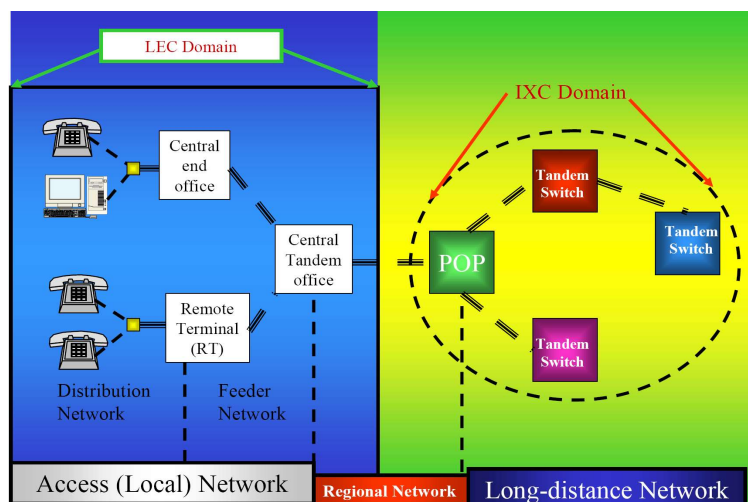 LEC Domain
IXC Domain
Central
end
office
Tandem
Switch
Tandem
Switch
Central
Tandem
office
POP
Remote
Terminal
(RT)
Tandem
Switch
Distribution
Network
Feeder
Network
Access (Local) Network
Regional Network
Long-distance Network